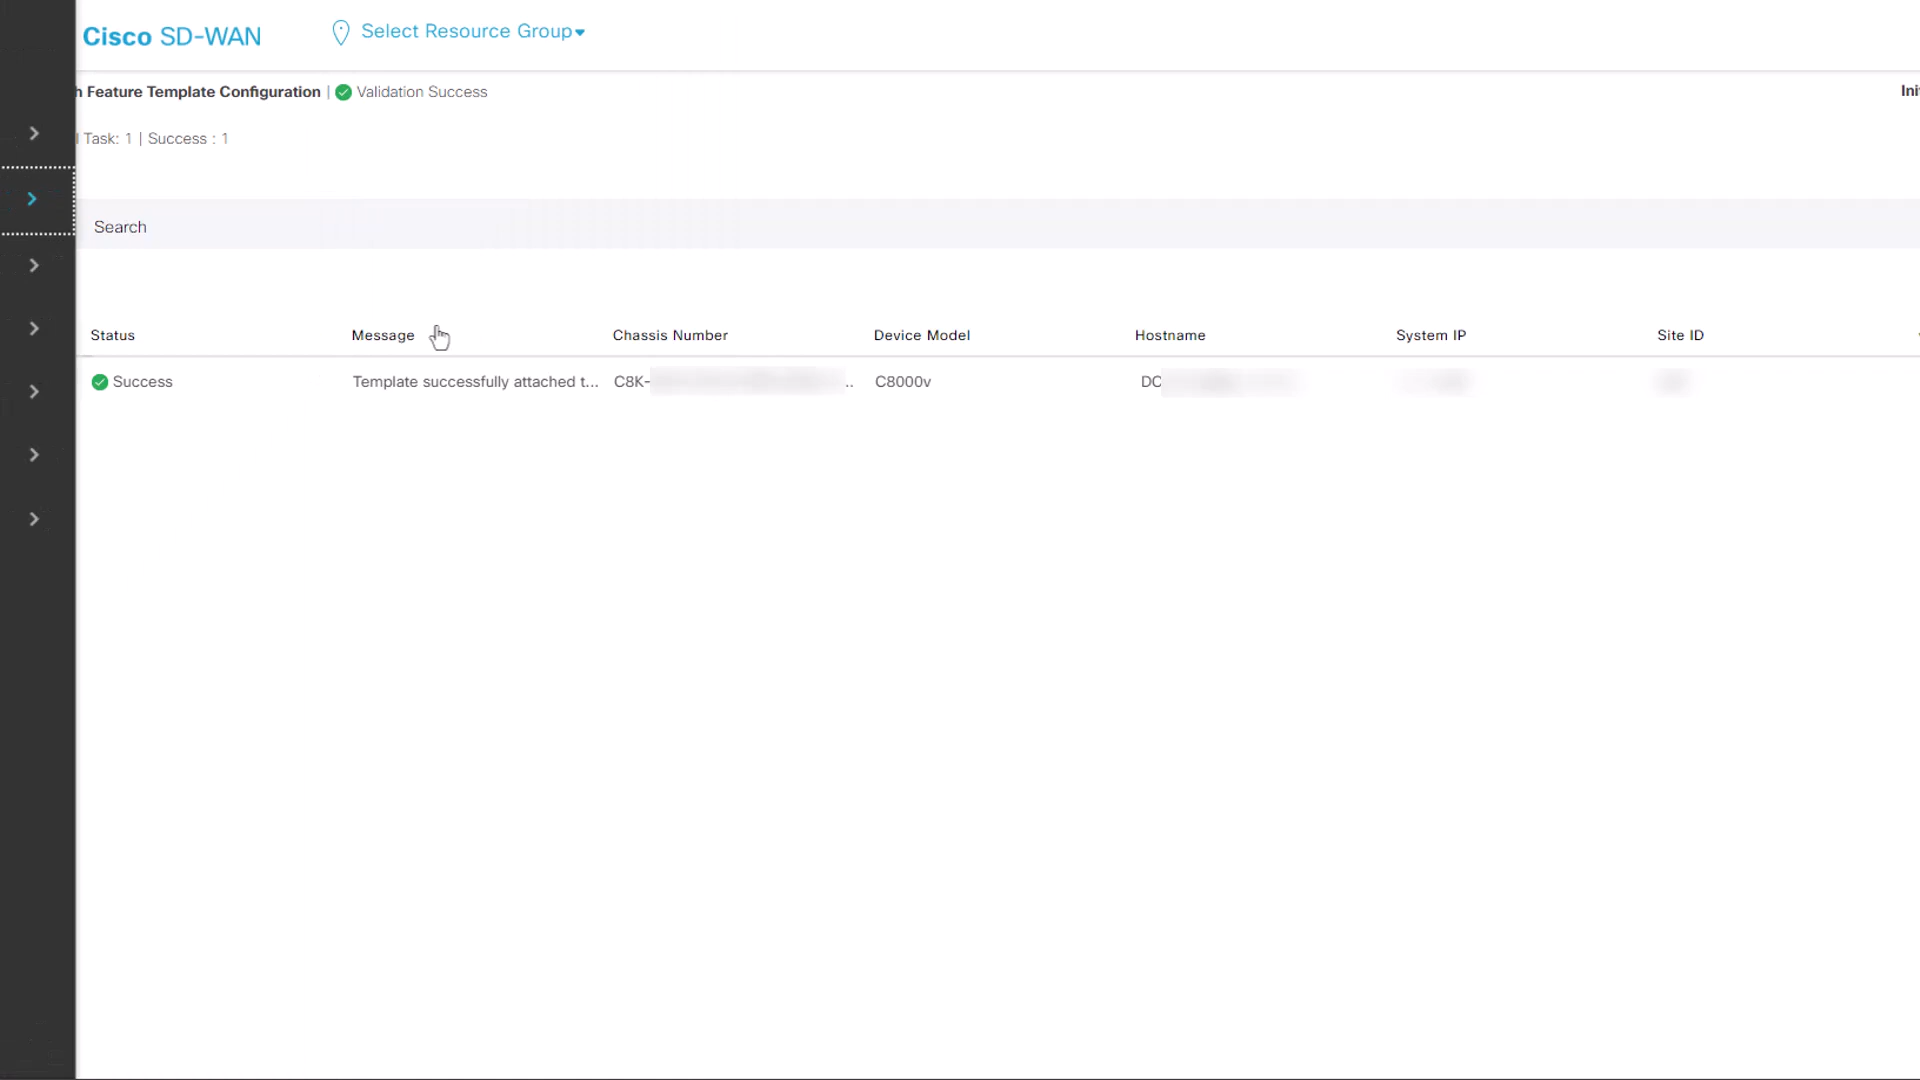 Cisco SD-WAN
Select Resource Group
h Feature Template Configuration | Validation Success
Ini
Task: 1 | Success : 1
Search
Status Message Chassis Number Device Model Hostname System IP Site ID
Success Template successfully attached t... C8K- .. C8000v DC